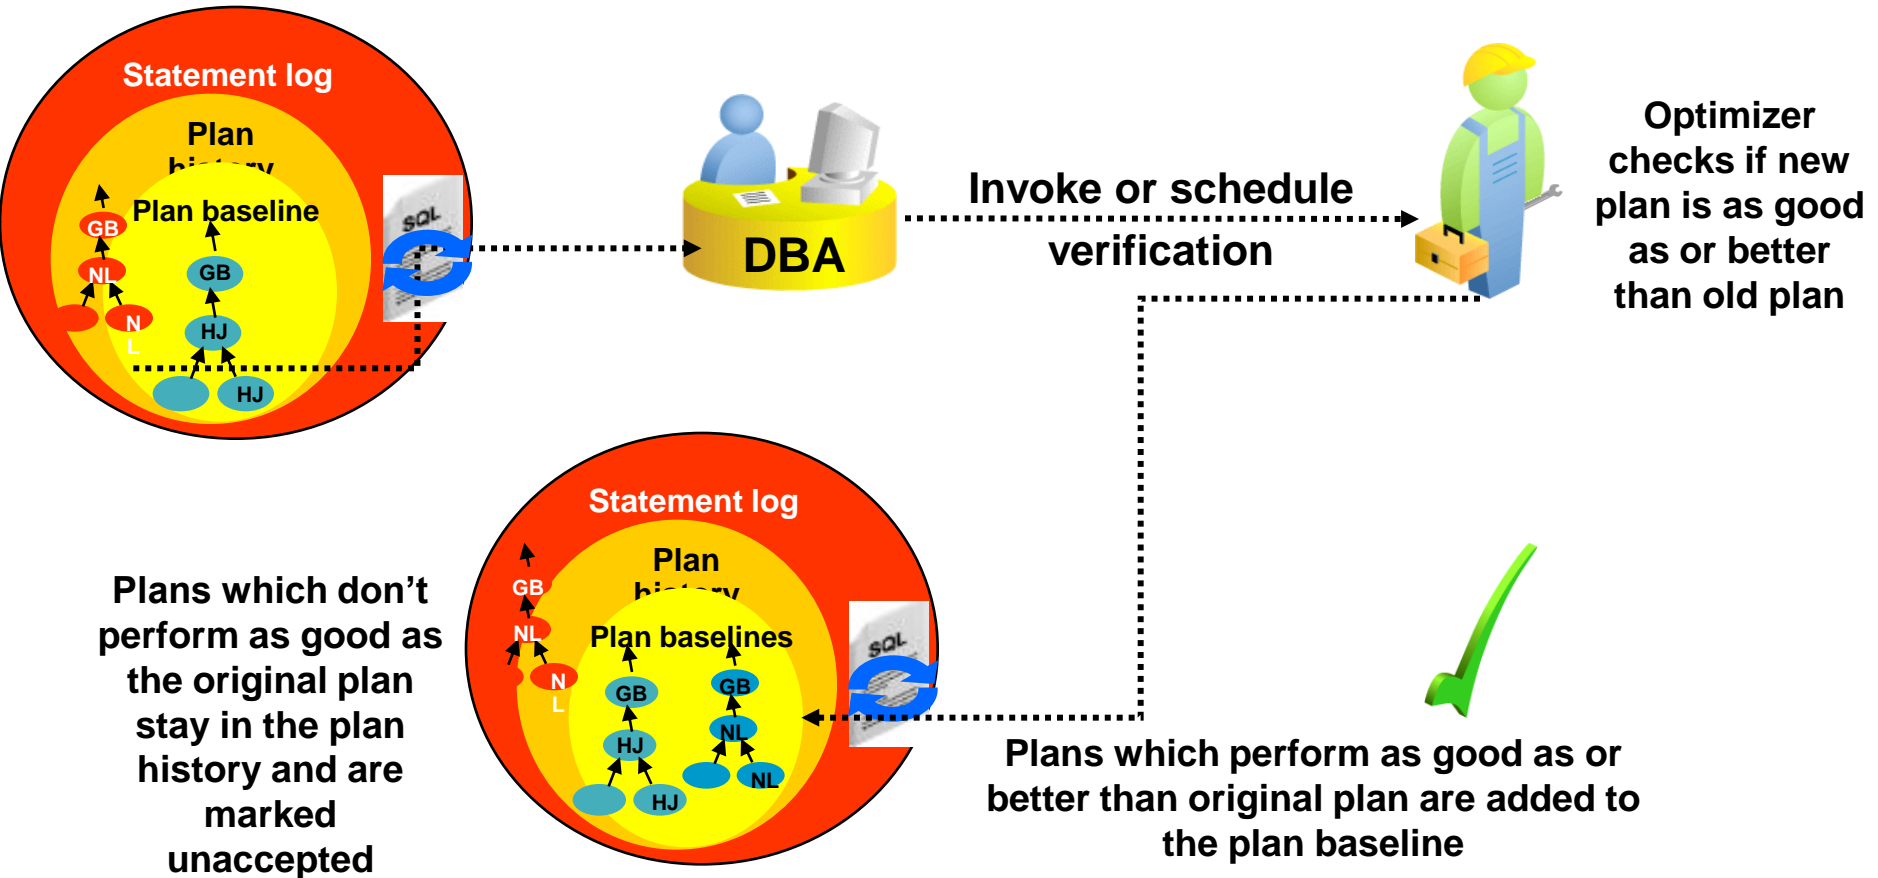 Statement log
Plan
history
Plan baseline
GB
NL
N
L
GB
HJ
HJ
SQL
DBA
Invoke or schedule
verification
Optimizer
checks if new
plan is as good
as or better
than old plan
Statement log
Plan
history
Plan baselines
GB
NL
N
L
GB
HJ
HJ
GB
NL
NL
SQL
Plans which don’t
perform as good as
the original plan
stay in the plan
history and are
marked
unaccepted
Plans which perform as good as or
better than original plan are added to
the plan baseline